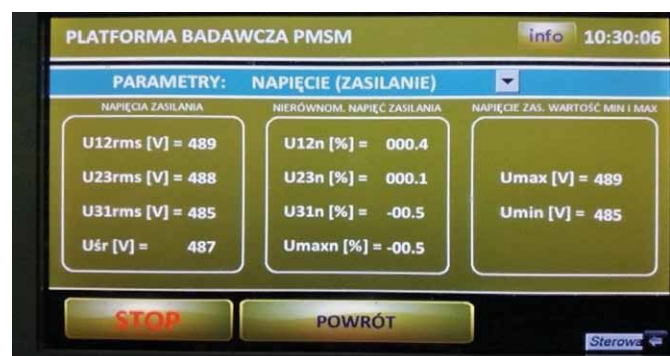 PLATFORMA BADAWCZA PMSM
info 10:30:06
PARAMETRY: NAPIĘCIE (ZASILANIE)
NAPIĘCIA ZASILANIA
U12rms [V] = 489
U23rms [V] = 488
U31rms [V] = 485
Uśr [V] = 487
NIERÓWNOM. NAPIĘĆ ZASILANIA
U12n [%] = 000.4
U23n [%] = 000.1
U31n [%] = -00.5
Umaxn [%] = -00.5
NAPIĘCIE ZAS. WARTOŚĆ MIN I MAX
Umax [V] = 489
Umin [V] = 485
STOP
POWRÓT
Sterowa